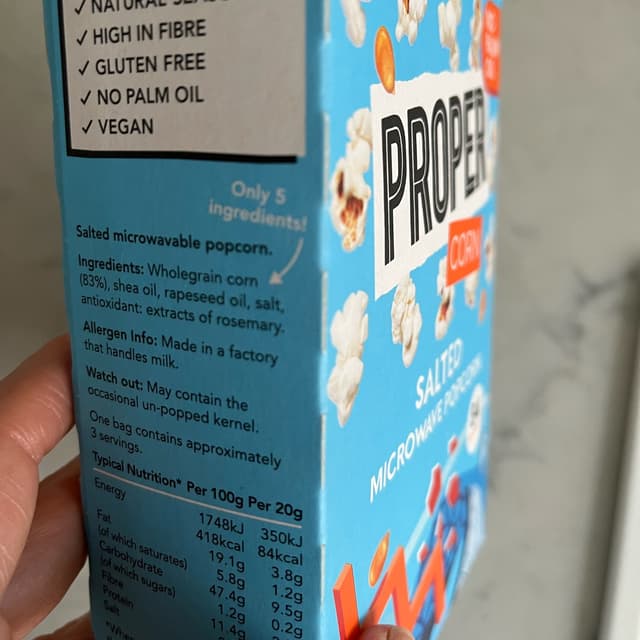 ✓ NATURAL
✓ HIGH IN FIBRE
✓ GLUTEN FREE
✓ NO PALM OIL
✓ VEGAN
Only 5
ingredients!
Salted microwavable popcorn.
Ingredients: Wholegrain corn
(83%), shea oil, rapeseed oil, salt,
antioxidant: extracts of rosemary.
Allergen Info: Made in a factory
that handles milk.
Watch out: May contain the
occasional un-popped kernel.
One bag contains approximately
3 servings.
Typical Nutrition* Per 100g Per 20g
Energy 1748kJ 350kJ
418kcal 84kcal
Fat 19.1g 3.8g
(of which saturates) 5.8g 1.2g
Carbohydrate 47.4g 9.5g
(of which sugars) 1.2g 0.2g
Fibre 11.4g
Protein
Salt
PROPER
CORN
SALTED
MICROWAVE POPCORN